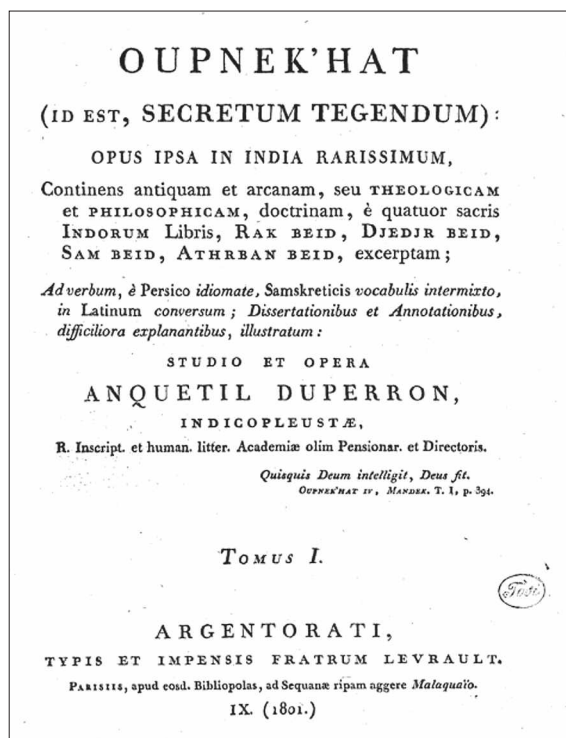 OUPNEK'HAT
(ID EST, SECRETUM TEGENDUM):
OPUS IPSA IN INDIA RARISSIMUM,
Continens antiquam et arcanam, seu THEOLOGICAM
et PHILOSOPHICAM, doctrinam, è quatuor sacris
INDORUM Libris, RAK BEID, DJEDJR BEID,
SAM BEID, ATHRBAN BEID, excerptam;
Ad verbum, è Persico idiomate, Samskreticis vocabulis intermixto,
in Latinum conversum; Dissertationibus et Annotationibus,
difficiliora explanantibus, illustratum:
STUDIO ET OPERA
ANQUETIL DUPERRON,
INDICOPLEUSTÆ,
R. Inscript. et human. litter. Academiæ olim Pensionar. et Directoris.
Quisquis Deum intelligit, Deus fit.
OUPNEK'HAT IV, MANDEK. T. I, p. 394.
TOMUS I.
Tosi
ARGENTORATI,
TYPIS ET IMPENSIS FRATRUM LEVRAULT.
PARISIIS, apud eosd. Bibliopolas, ad Sequanæ ripam aggere Malaquaïo.
IX. (1801.)